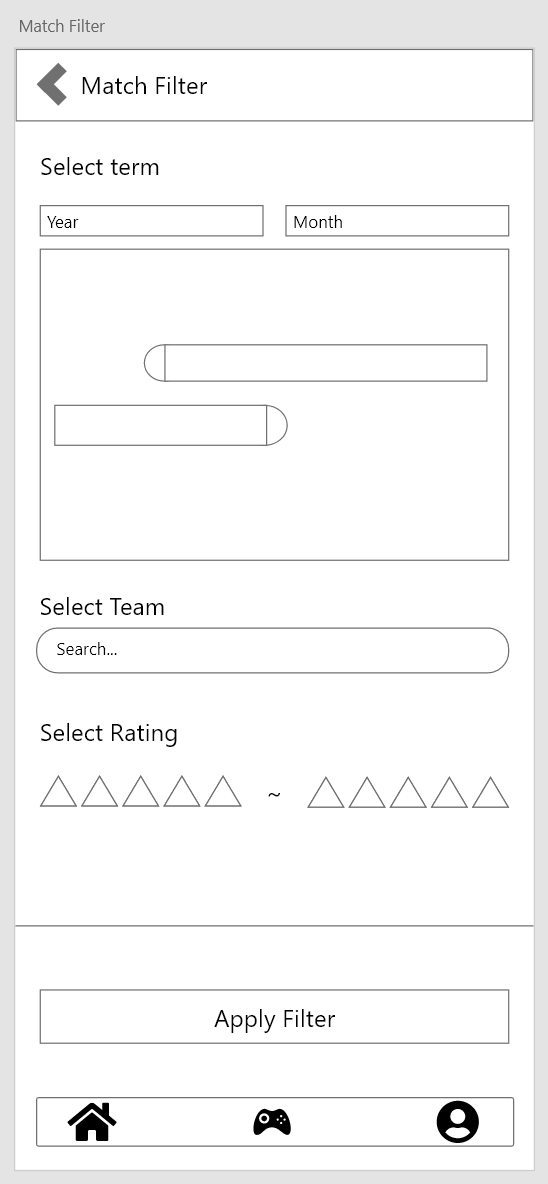 Match Filter
Match Filter
Select term
Year
Month
Select Team
Search...
Select Rating
~
Apply Filter